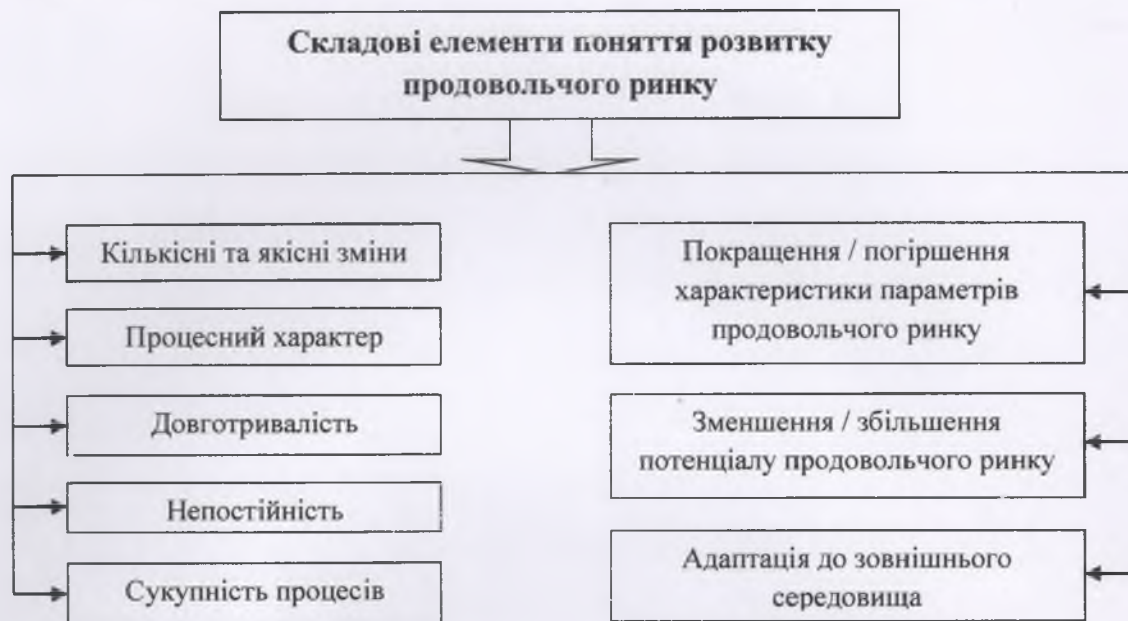 Складові елементи поняття розвитку
продовольчого ринку
Кількісні та якісні зміни
Процесний характер
Довготривалість
Непостійність
Сукупність процесів
Покращення / погіршення
характеристики параметрів
продовольчого ринку
Зменшення / збільшення
потенціалу продовольчого ринку
Адаптація до зовнішнього
середовища